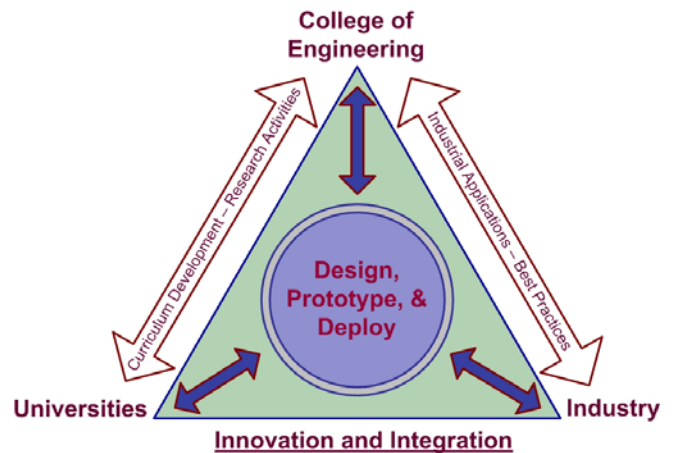 College of
Engineering
Curriculum Development – Research Activities
Industrial Applications – Best Practices
Design,
Prototype, &
Deploy
Universities
Industry
Innovation and Integration